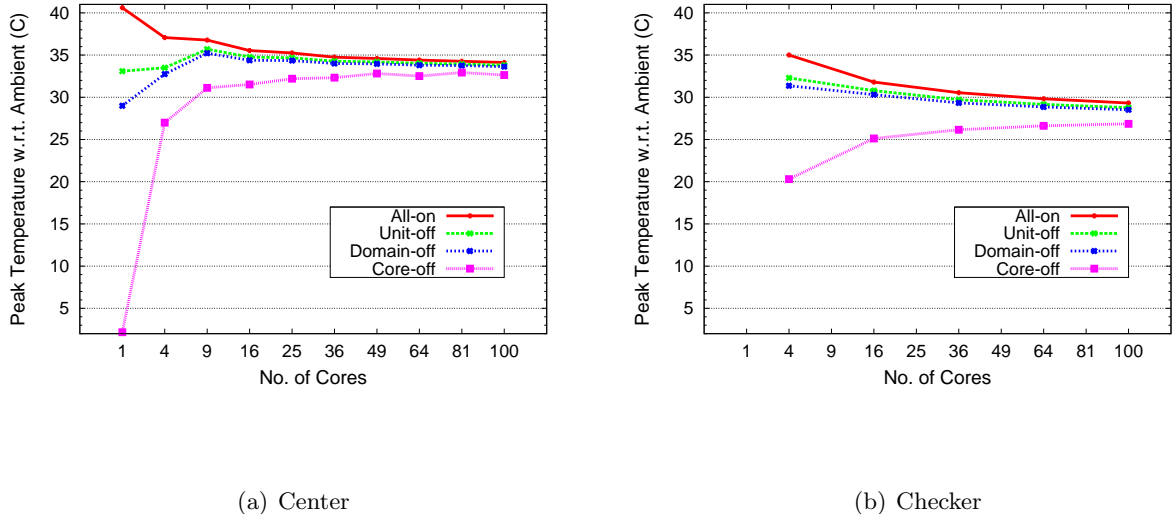 Peak Temperature w.r.t. Ambient (C)
40
35
30
25
20
15
10
5
All-on
Unit-off
Domain-off
Core-off
1 4 9 16 25 36 49 64 81 100
No. of Cores
(a) Center
Peak Temperature w.r.t. Ambient (C)
40
35
30
25
20
15
10
5
All-on
Unit-off
Domain-off
Core-off
1 4 9 16 25 36 49 64 81 100
No. of Cores
(b) Checker